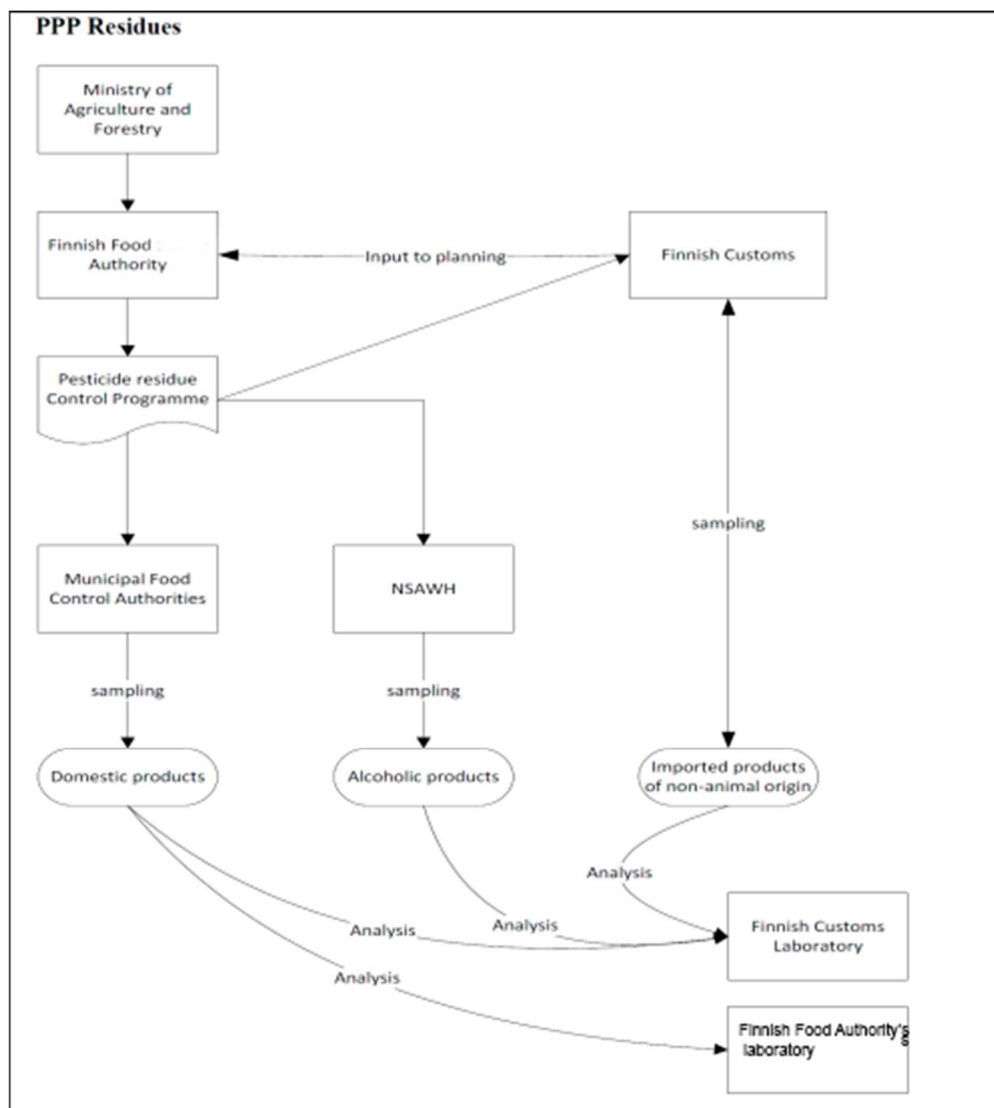 PPP Residues
Ministry of
Agriculture and
Forestry
Finnish Food
Authority
Input to planning
Finnish Customs
Pesticide residue
Control Programme
sampling
Municipal Food
Control Authorities
NSAWH
sampling
sampling
Domestic products
Alcoholic products
Imported products
of non-animal origin
Analysis
Analysis
Analysis
Finnish Customs
Laboratory
Analysis
Finnish Food Authority's
laboratory